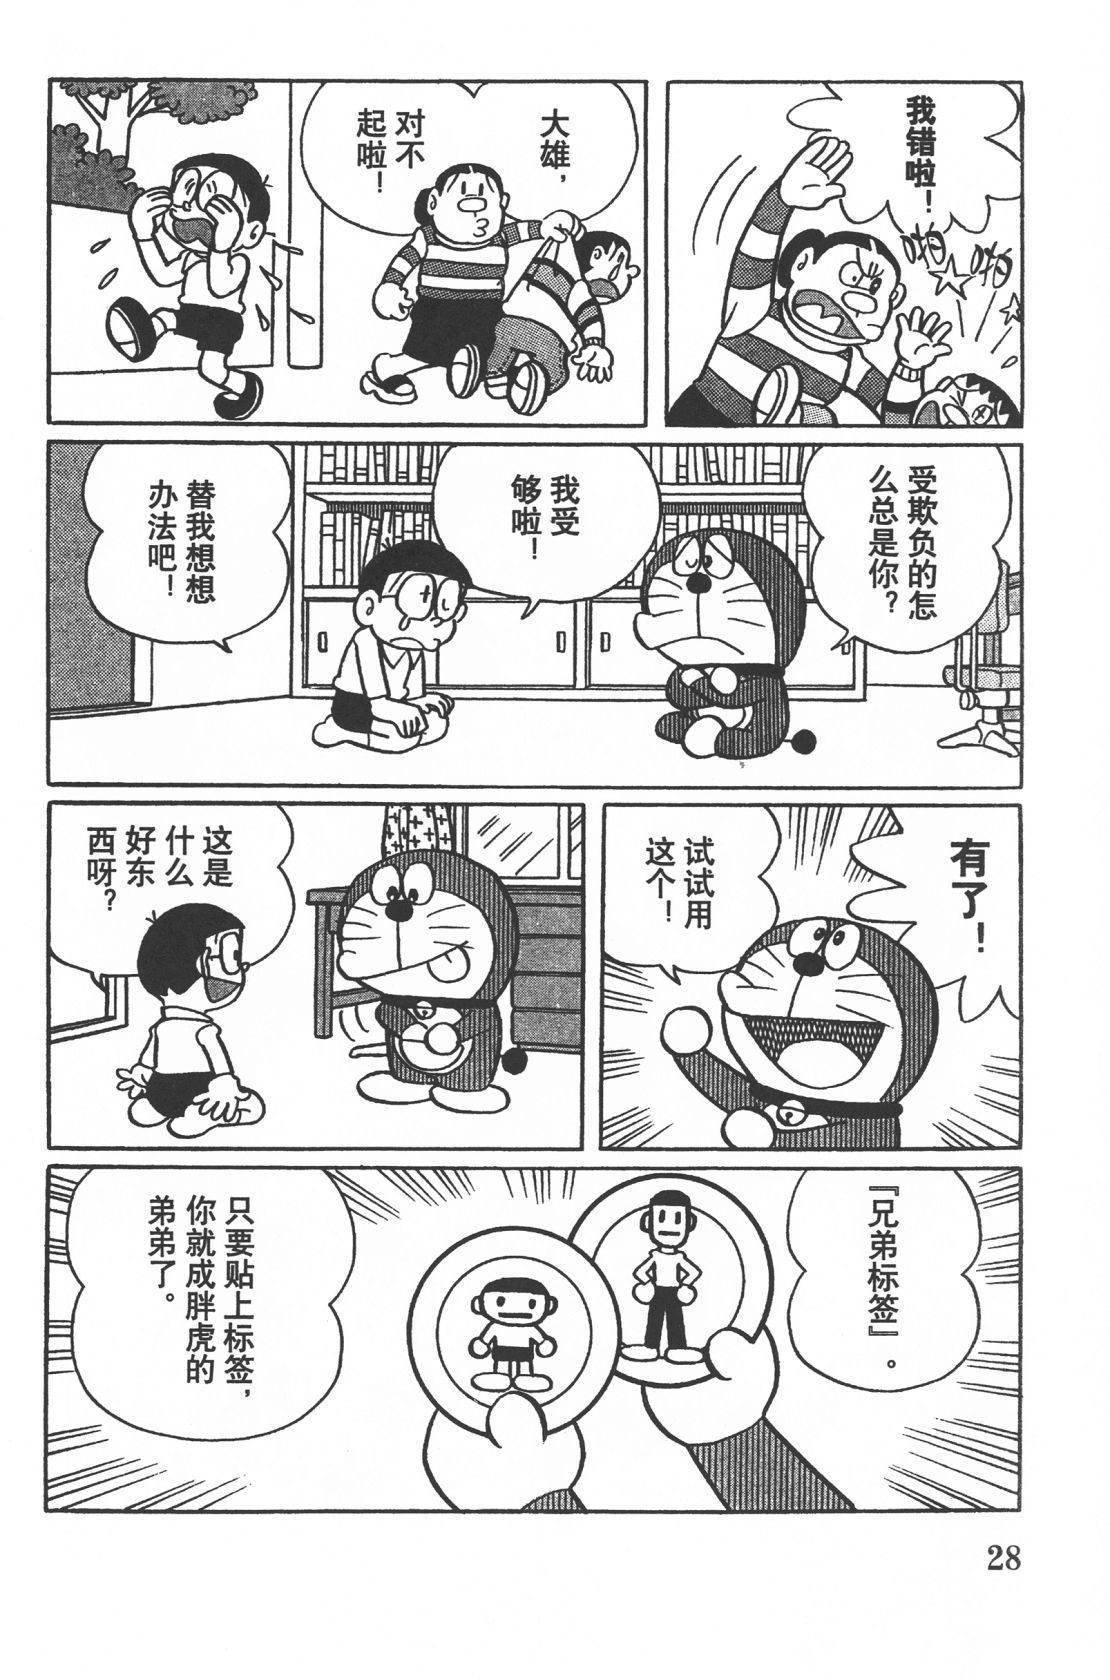 我错啦！
啪
啪
大雄，
对不
起啦！
受欺负的怎
么总是你？
我受
够啦！
替我想想
办法吧！
有了！
试试用
这个！
这是
什么
好东
西呀？
『兄弟标签』。
只要贴上标签，
你就成胖虎的
弟弟了。
28